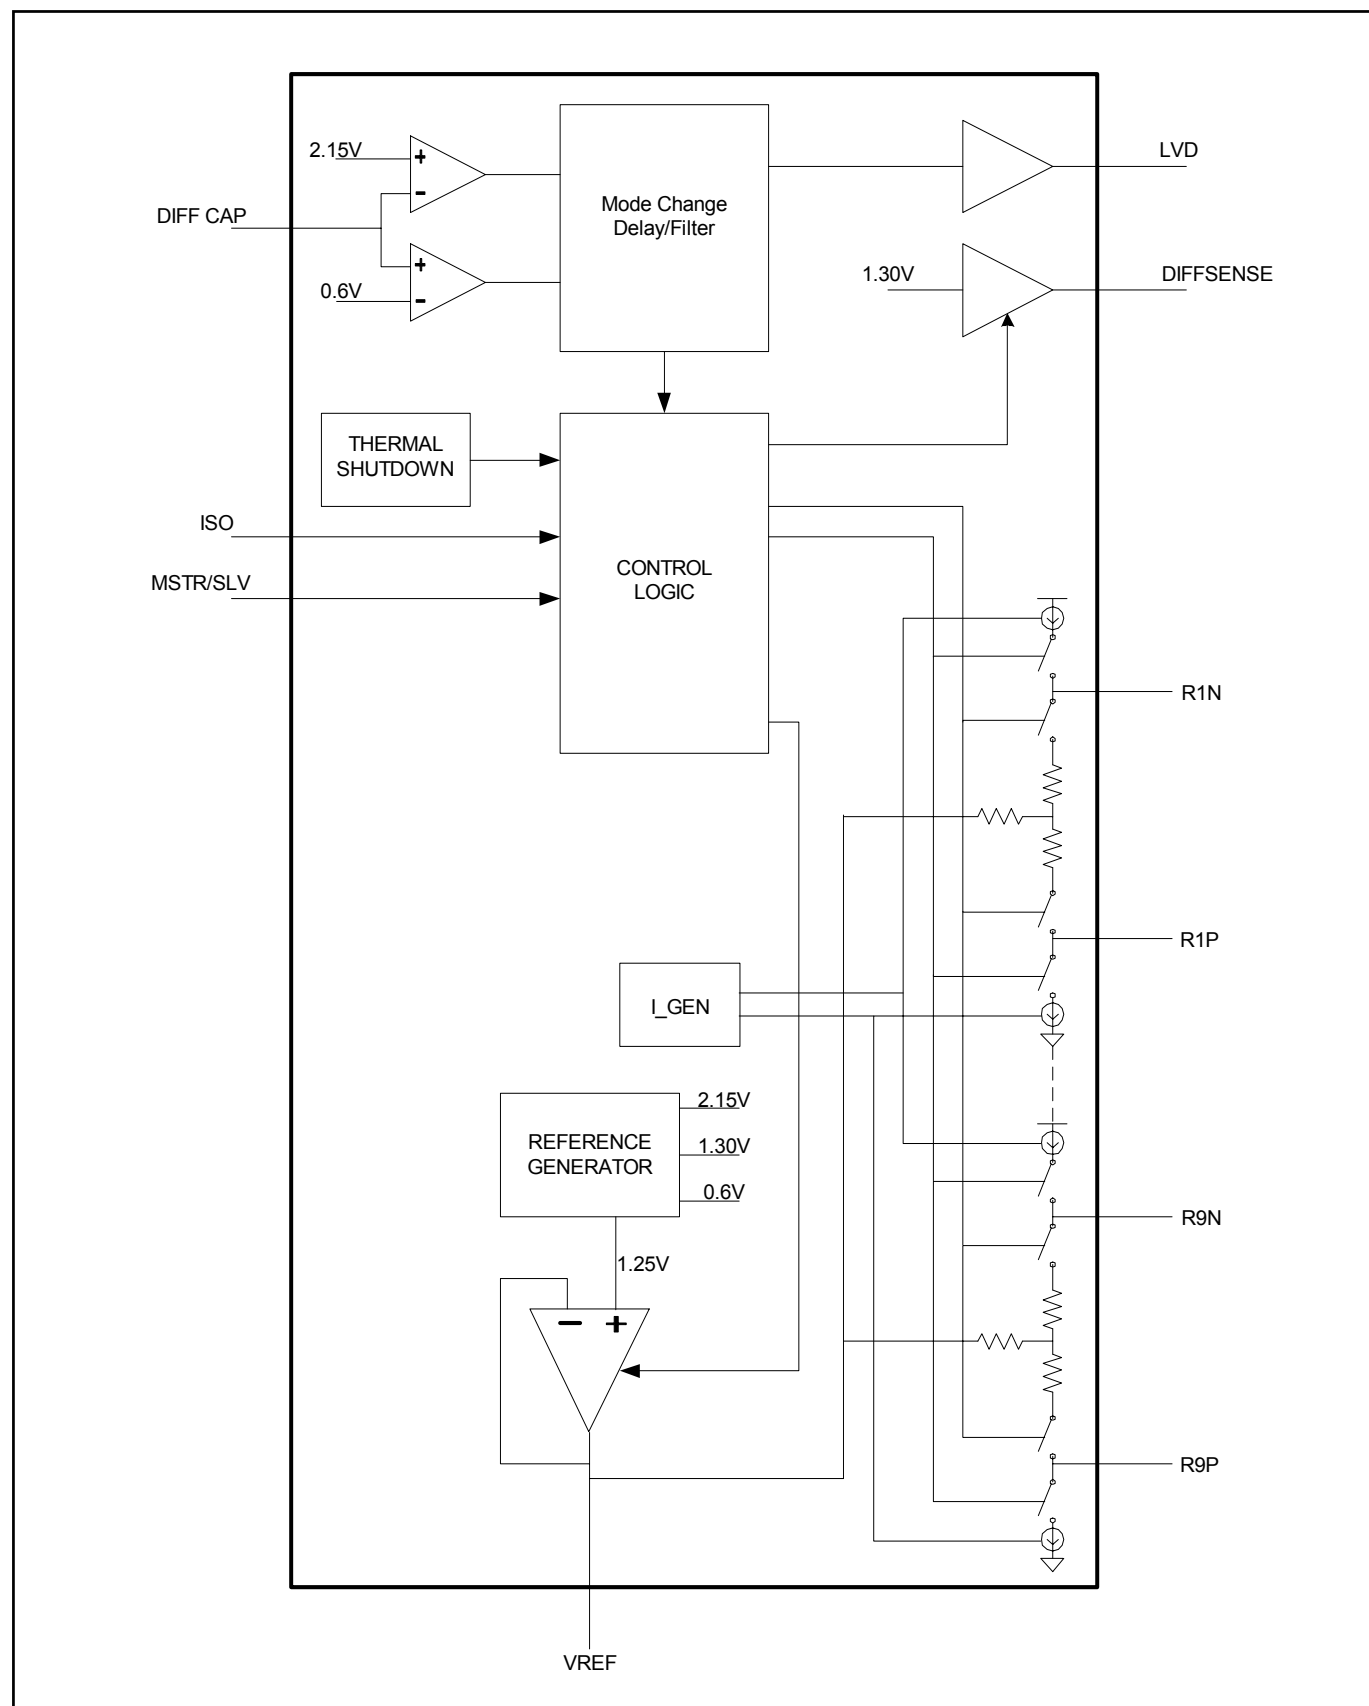 2.15V
+
-
DIFF CAP
+
0.6V
-
Mode Change
Delay/Filter
LVD
1.30V
DIFFSENSE
THERMAL
SHUTDOWN
ISO
MSTR/SLV
CONTROL
LOGIC
R1N
R1P
I_GEN
REFERENCE
GENERATOR
2.15V
1.30V
0.6V
1.25V
- +
R9N
R9P
VREF